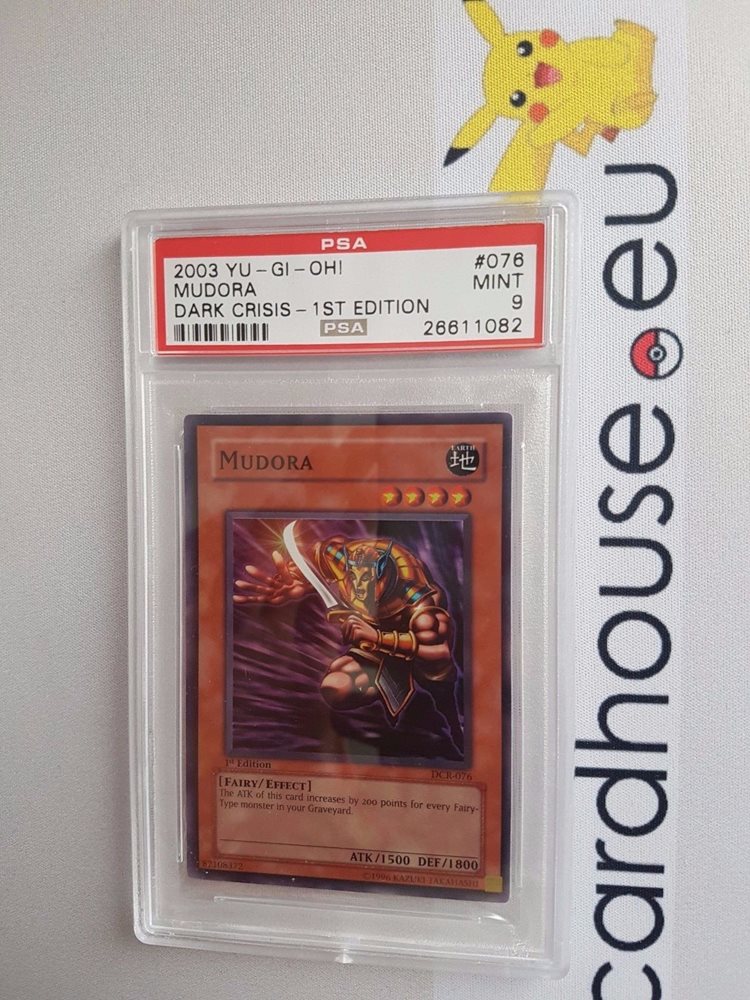 PSA
2003 YU-GI-OH! #076
MUDORA MINT
DARK CRISIS - 1ST EDITION 9
PSA 26611082
MUDORA
EARTH
地
1st Edition
DCR-076
[FAIRY/EFFECT]
The ATK of this card increases by 200 points for every Fairy-
Type monster in your Graveyard.
ATK/1500 DEF/1800
82108372
©1996 KAZUKI TAKAHASHI
cardhouse.eu